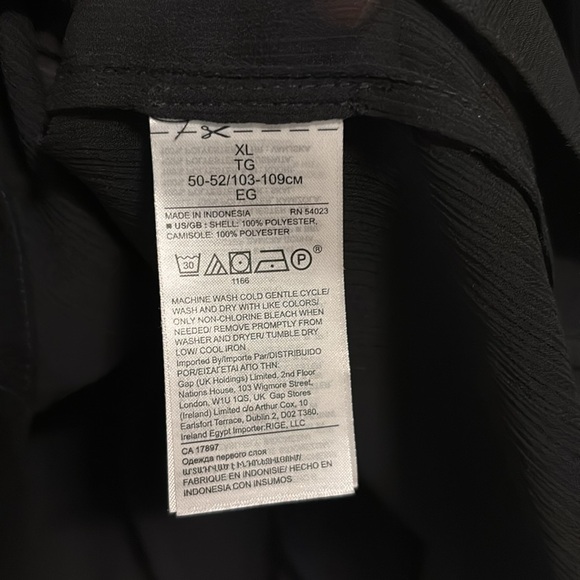 XL
TG
50-52/103-109см
EG
MADE IN INDONESIA RN 54023
■ US/GB : SHELL: 100% POLYESTER,
CAMISOLE: 100% POLYESTER
30 P ®
1166
MACHINE WASH COLD GENTLE CYCLE/
WASH AND DRY WITH LIKE COLORS/
ONLY NON-CHLORINE BLEACH WHEN
NEEDED/ REMOVE PROMPTLY FROM
WASHER AND DRYER/ TUMBLE DRY
LOW/ COOL IRON
Imported By/Importe Par/DISTRIBUIDO
POR/ΕΙΣΑΓΕΤΑΙ ΑΠΟ
Gap (UK Holdings) Limited, 2nd Floor
Nations House, 103 Wigmore Street,
London, W1U 1QS, UK Gap Stores
(Ireland) Limited c/o Arthur Cox, 10
Earlsfort Terrace, Dublin 2, D02 T380,
Ireland Egypt Importer:RIGE, LLC
CA 17897
Одежда первого слоя
ԱՐՏԱԴՐՎԱԾ Է ԻՆԴՈՆԵԶԻԱՅՈՒՄ/
FABRIQUE EN INDONISIE/ HECHO EN
INDONESIA CON INSUMOS